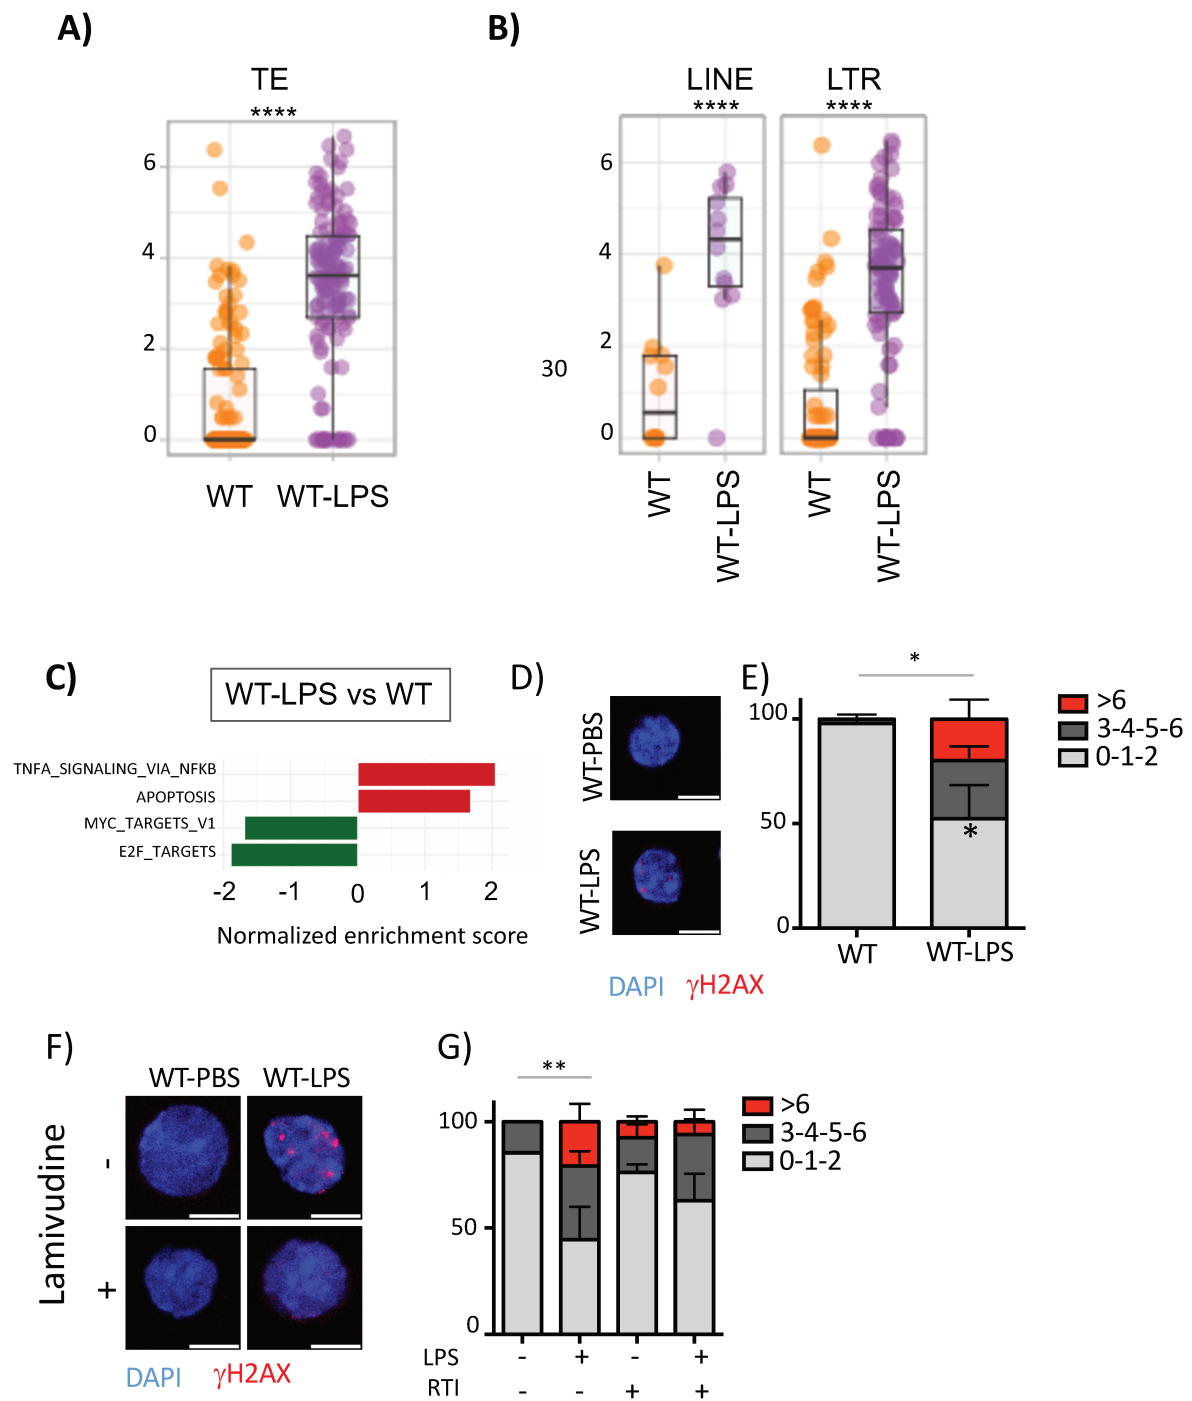 A)
TE
****
6
4
2
0
WT WT-LPS
B)
LINE LTR
**** ****
6
4
2
0
30
WT WT-LPS WT WT-LPS
C)
WT-LPS vs WT
TNFA_SIGNALING_VIA_NFKB
APOPTOSIS
MYC_TARGETS_V1
E2F_TARGETS
-2 -1 0 1 2
Normalized enrichment score
D)
WT-PBS
WT-LPS
DAPI γH2AX
E)
*
100
50
0
*
WT WT-LPS
>6
3-4-5-6
0-1-2
F)
WT-PBS WT-LPS
Lamivudine
-
+
DAPI γH2AX
G)
**
100
50
0
>6
3-4-5-6
0-1-2
LPS - + - +
RTI - - + +